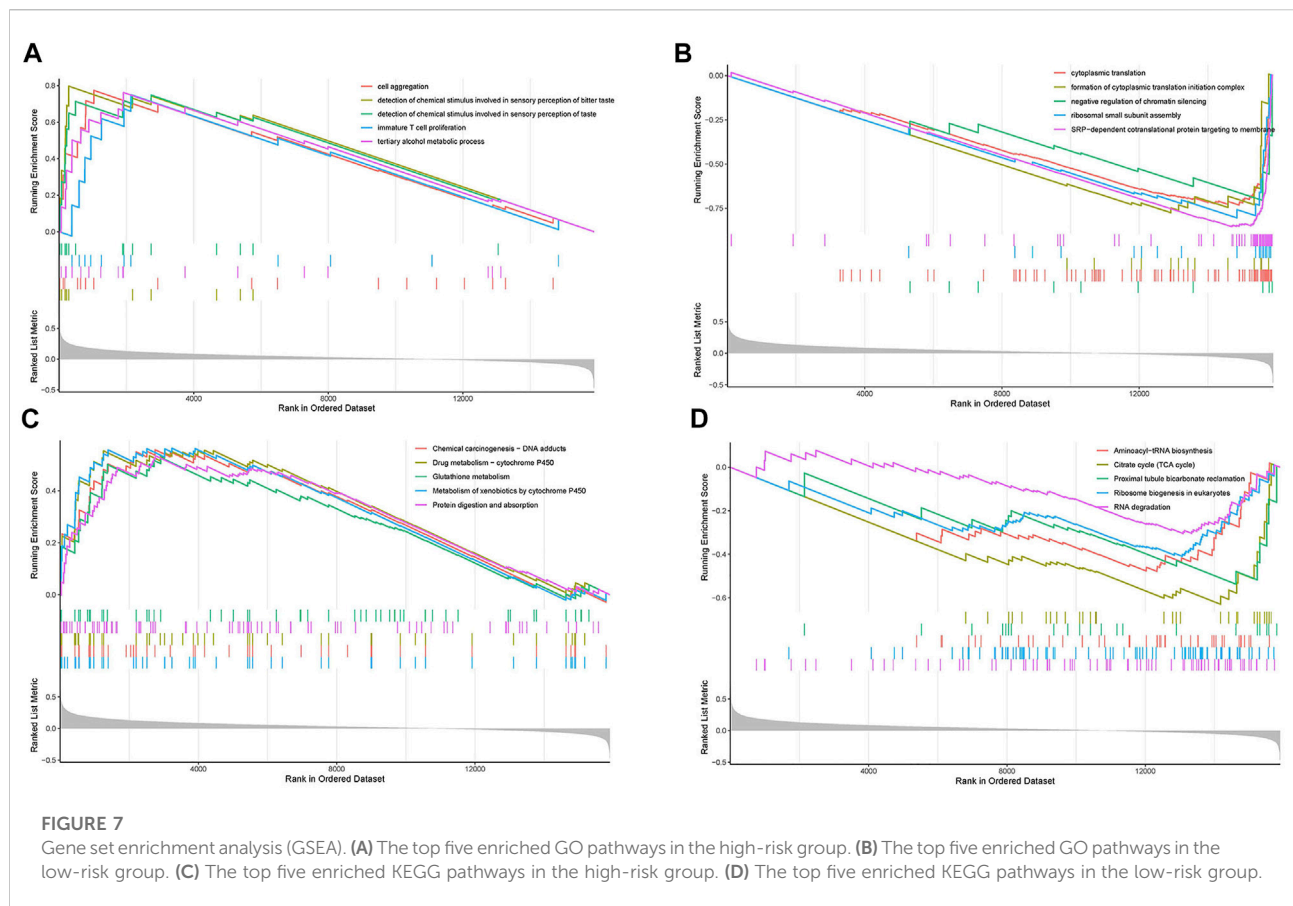 A
Running Enrichment Score
0.8
0.6
0.4
0.2
0.0
cell aggregation
detection of chemical stimulus involved in sensory perception of bitter taste
detection of chemical stimulus involved in sensory perception of taste
immature T cell proliferation
tertiary alcohol metabolic process
Ranked List Metric
0.5
0.0
−0.5
4000 8000 12000
Rank in Ordered Dataset
B
Running Enrichment Score
0.00
−0.25
−0.50
−0.75
cytoplasmic translation
formation of cytoplasmic translation initiation complex
negative regulation of chromatin silencing
ribosomal small subunit assembly
SRP−dependent cotranslational protein targeting to membrane
Ranked List Metric
0.5
0.0
−0.5
4000 8000 12000
Rank in Ordered Dataset
C
Running Enrichment Score
0.4
0.2
0.0
Chemical carcinogenesis − DNA adducts
Drug metabolism − cytochrome P450
Glutathione metabolism
Metabolism of xenobiotics by cytochrome P450
Protein digestion and absorption
Ranked List Metric
0.5
0.0
−0.5
4000 8000 12000
Rank in Ordered Dataset
D
Running Enrichment Score
0.0
−0.2
−0.4
−0.6
Aminoacyl−tRNA biosynthesis
Citrate cycle (TCA cycle)
Proximal tubule bicarbonate reclamation
Ribosome biogenesis in eukaryotes
RNA degradation
Ranked List Metric
0.5
0.0
−0.5
4000 8000 12000
Rank in Ordered Dataset
FIGURE 7
Gene set enrichment analysis (GSEA). (A) The top five enriched GO pathways in the high-risk group. (B) The top five enriched GO pathways in the
low-risk group. (C) The top five enriched KEGG pathways in the high-risk group. (D) The top five enriched KEGG pathways in the low-risk group.